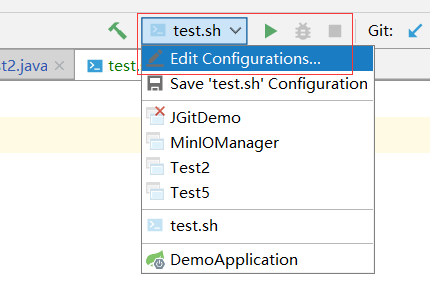 test.sh
Git:
t2.java
test.
Edit Configurations...
Save 'test.sh' Configuration
JGitDemo
MinIOManager
Test2
Test5
test.sh
DemoApplication